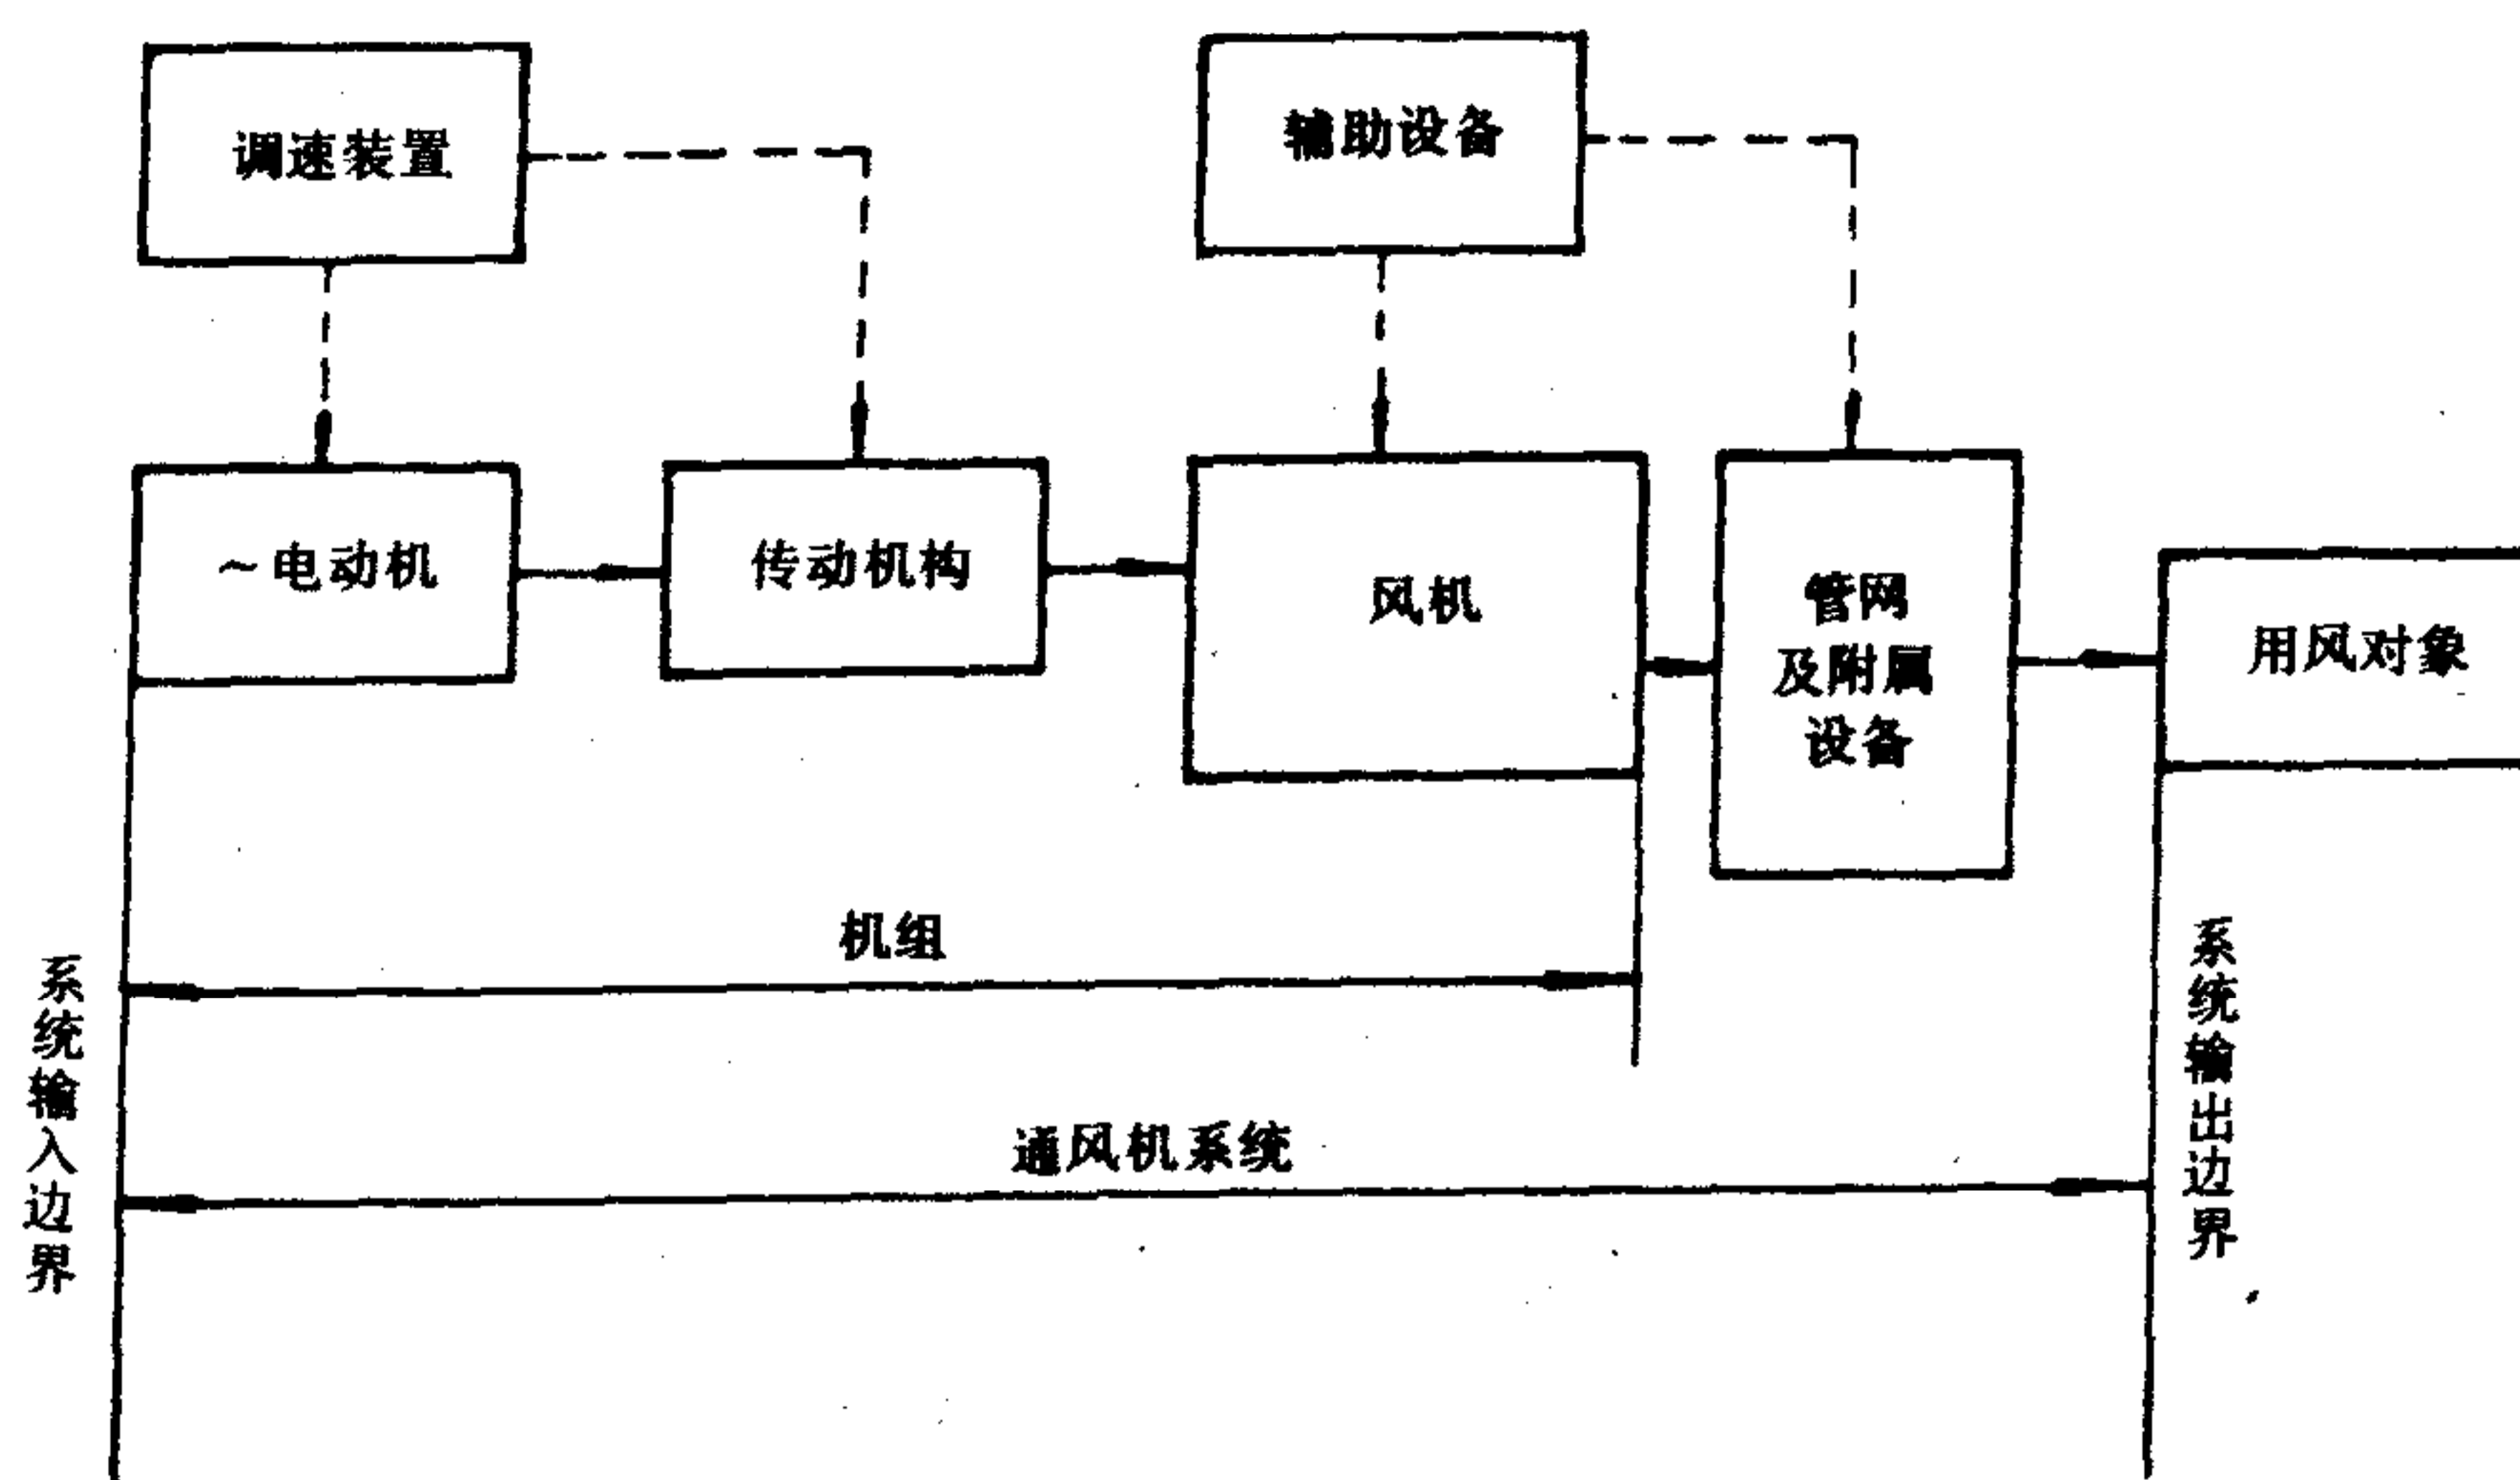 调速装置
辅助设备
～电动机
传动机构
风机
管网
及附属
设备
用风对象
机组
通风机系统
系统输入边界
系统输出边界